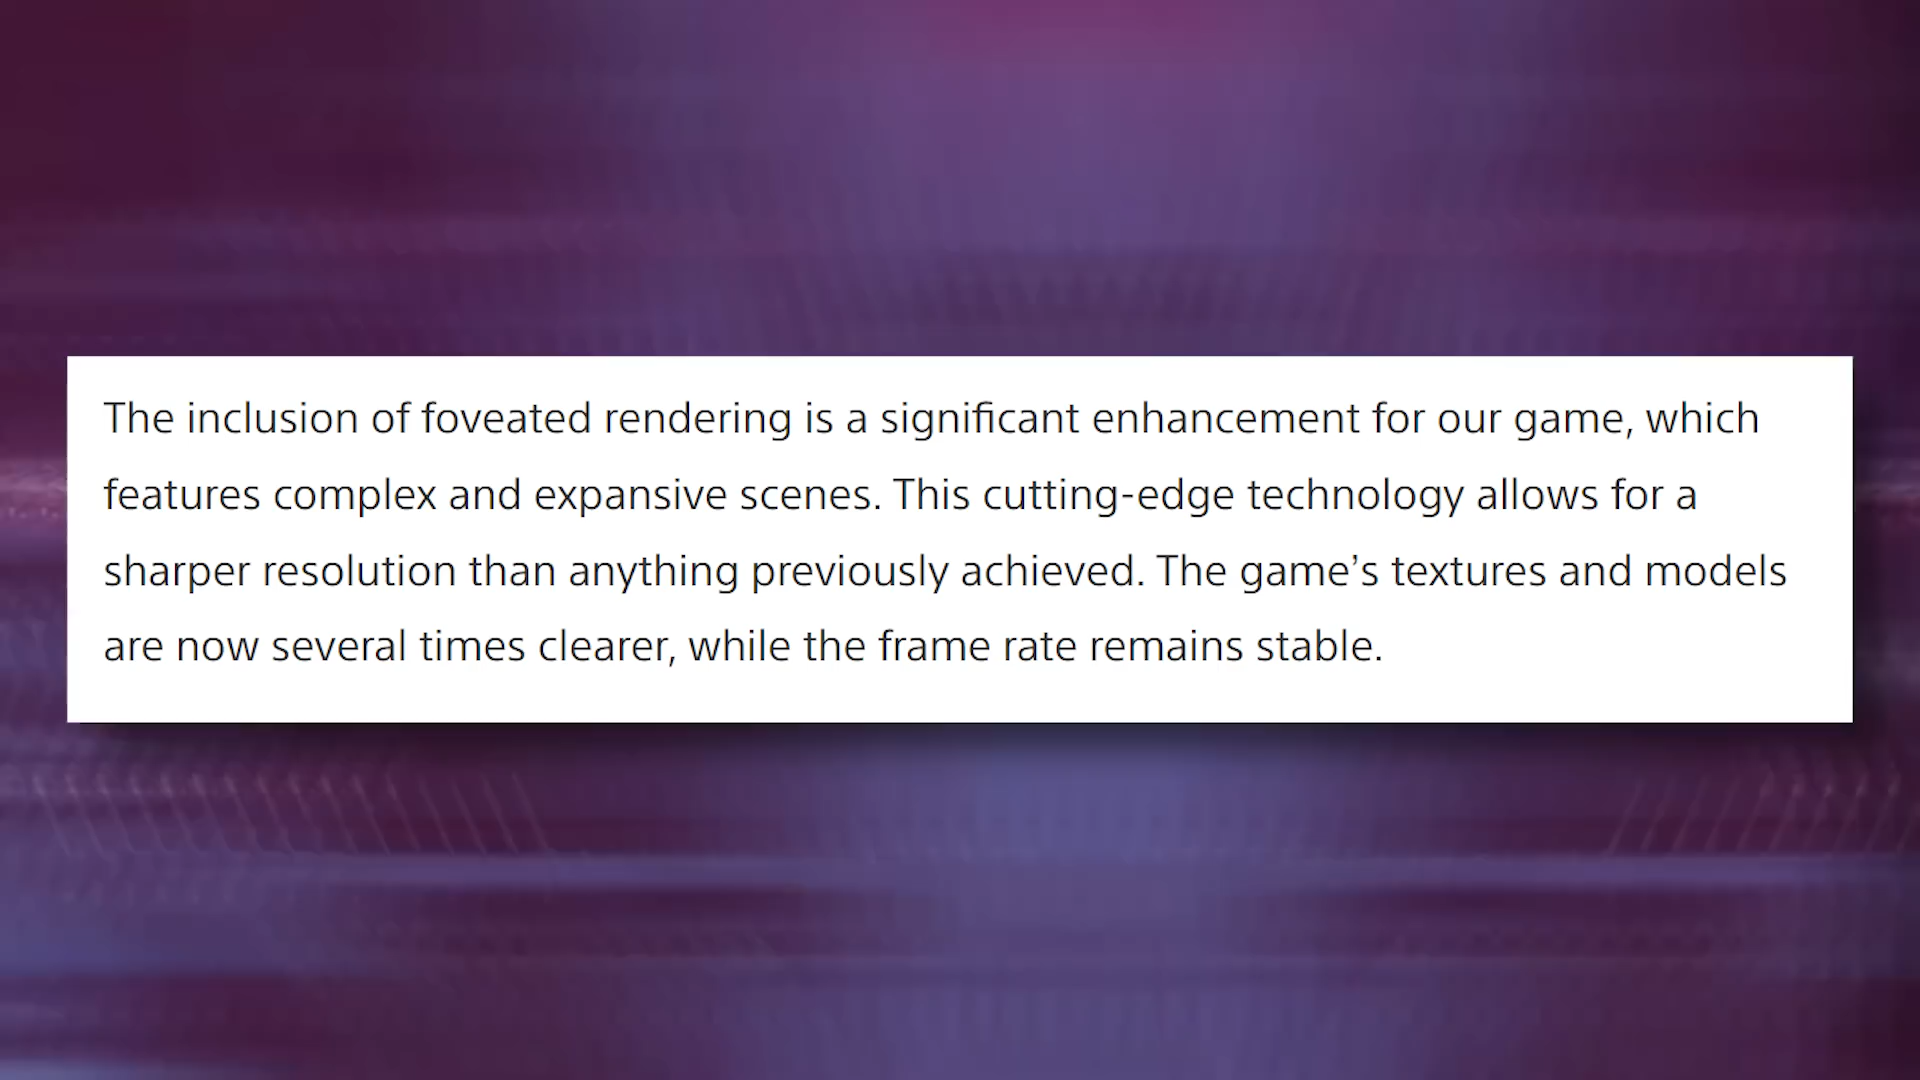 The inclusion of foveated rendering is a significant enhancement for our game, which
features complex and expansive scenes. This cutting-edge technology allows for a
sharper resolution than anything previously achieved. The game’s textures and models
are now several times clearer, while the frame rate remains stable.